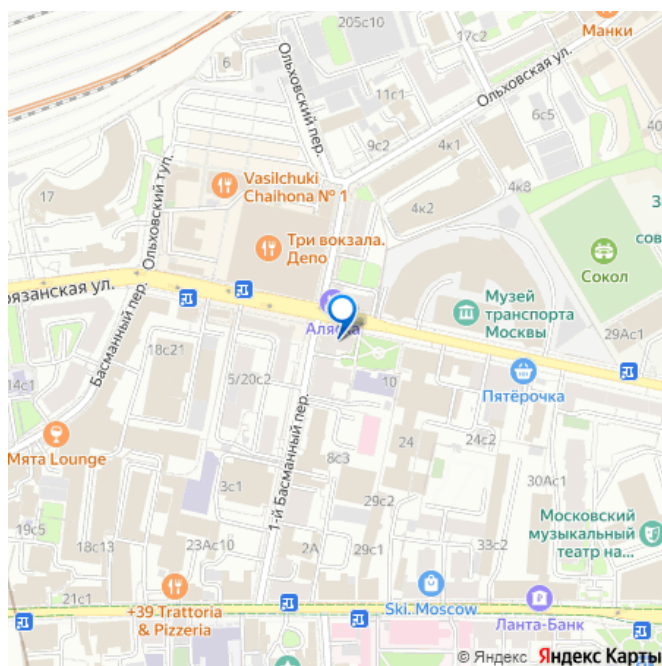 205с10
17с2
Манки
6
Ольховский пер.
11с1
Ольховская ул.
6с5
9с2
4к1
Ольховский туп.
Vasilchuki
Chaihona № 1
17
4к2
4к8
З
сов
Три вокзала.
Депо
Сокол
язанская ул.
Музей
транспорта
Москвы
Аляска
29Ас1
Басманный пер.
18с21
14с1
5/20с2
10
Пятёрочка
Мята Lounge
1-й Басманный пер.
24
24с2
8с3
3с1
30Ас1
29с2
19с5
18с13
23Ас10
2А
29с1
33с2
Московский
музыкальный
театр на...
21с1
+39 Trattoria
& Pizzeria
Ski. Moscow
Ланта-Банк
© Яндекс Яндекс Карты